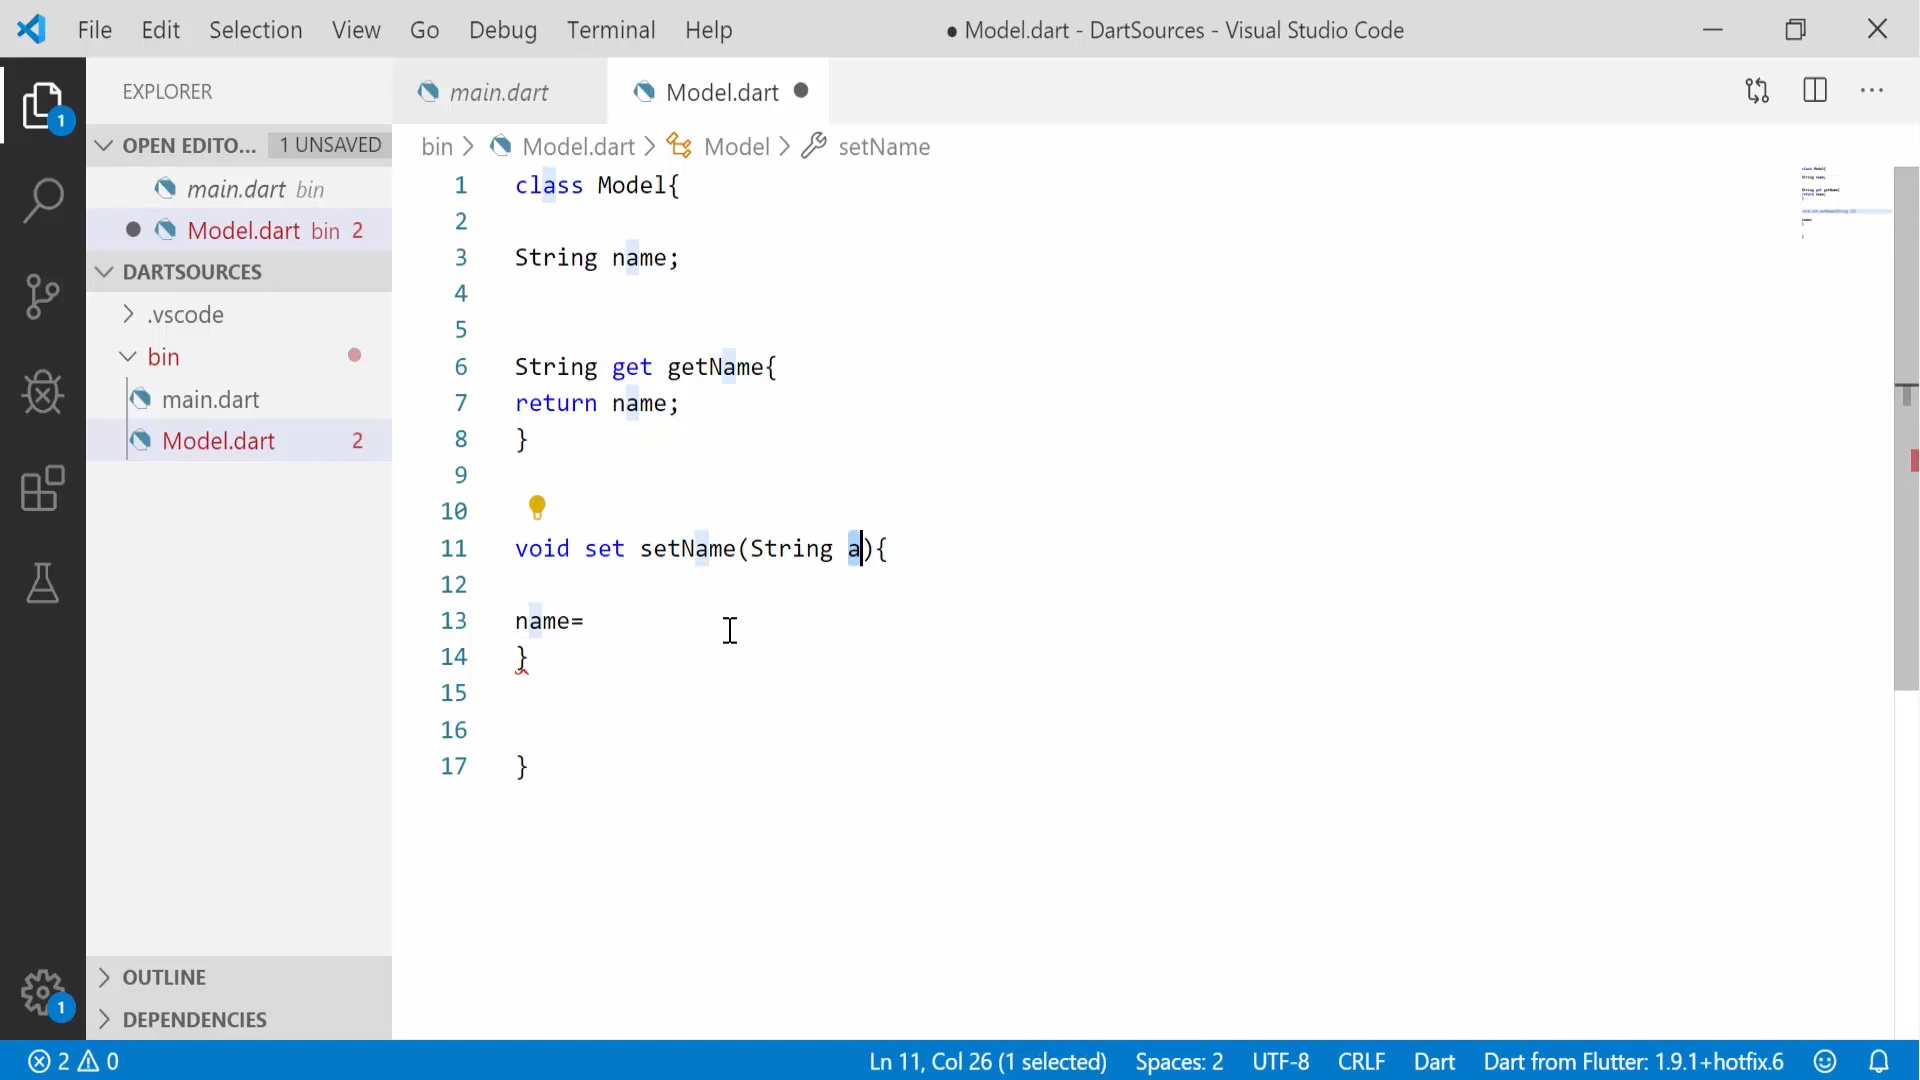 File Edit Selection View Go Debug Terminal Help
● Model.dart - DartSources - Visual Studio Code
EXPLORER
OPEN EDITO... 1 UNSAVED
main.dart bin
Model.dart bin 2
DARTSOURCES
.vscode
bin
main.dart
Model.dart 2
OUTLINE
DEPENDENCIES
1
1
main.dart Model.dart
bin > Model.dart > Model > setName
1 class Model{
2
3 String name;
4
5
6 String get getName{
7 return name;
8 }
9
10
11 void set setName(String a){
12
13 name=
14 }
15
16
17 }
2 0
Ln 11, Col 26 (1 selected) Spaces: 2 UTF-8 CRLF Dart Dart from Flutter: 1.9.1+hotfix.6